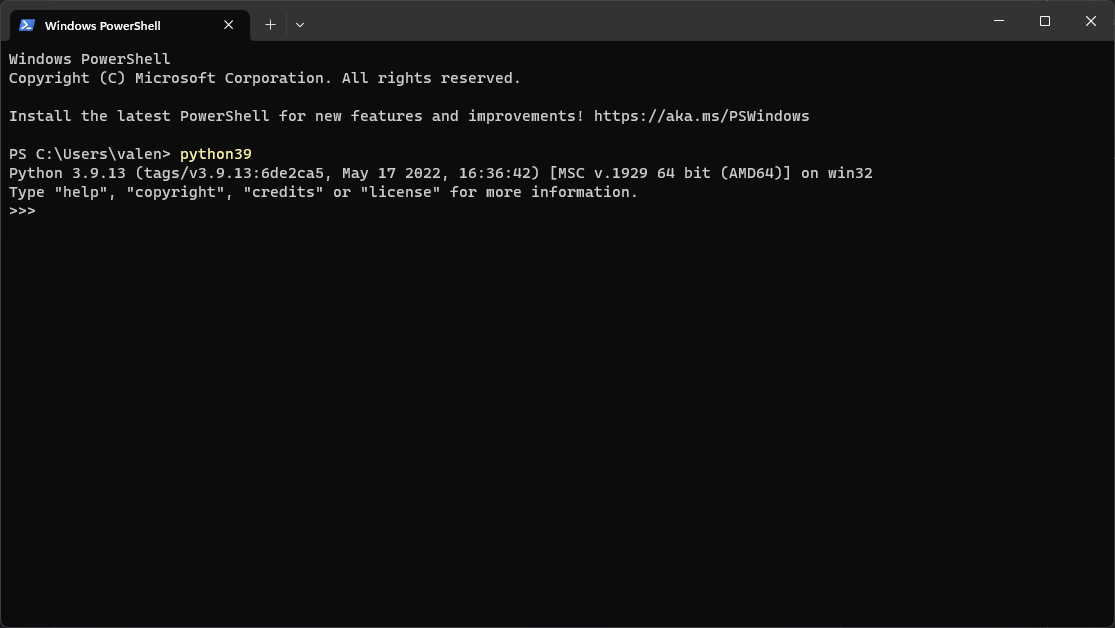 Windows PowerShell
Windows PowerShell
Copyright (C) Microsoft Corporation. All rights reserved.
Install the latest PowerShell for new features and improvements! https://aka.ms/PSWindows
PS C:\Users\valen> python39
Python 3.9.13 (tags/v3.9.13:6de2ca5, May 17 2022, 16:36:42) [MSC v.1929 64 bit (AMD64)] on win32
Type "help", "copyright", "credits" or "license" for more information.
>>>